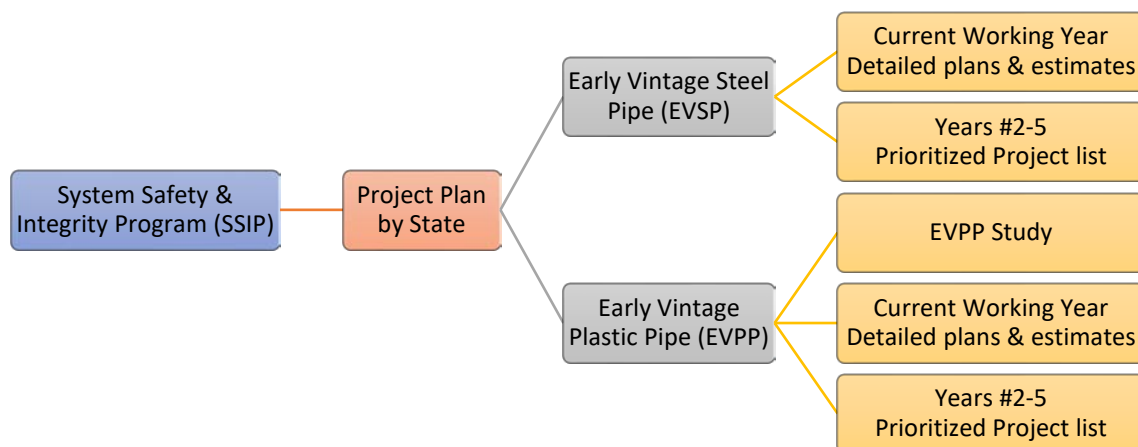 System Safety &
Integrity Program (SSIP)
Project Plan
by State
Early Vintage Steel
Pipe (EVSP)
Current Working Year
Detailed plans & estimates
Years #2-5
Prioritized Project list
Early Vintage
Plastic Pipe (EVPP)
EVPP Study
Current Working Year
Detailed plans & estimates
Years #2-5
Prioritized Project list